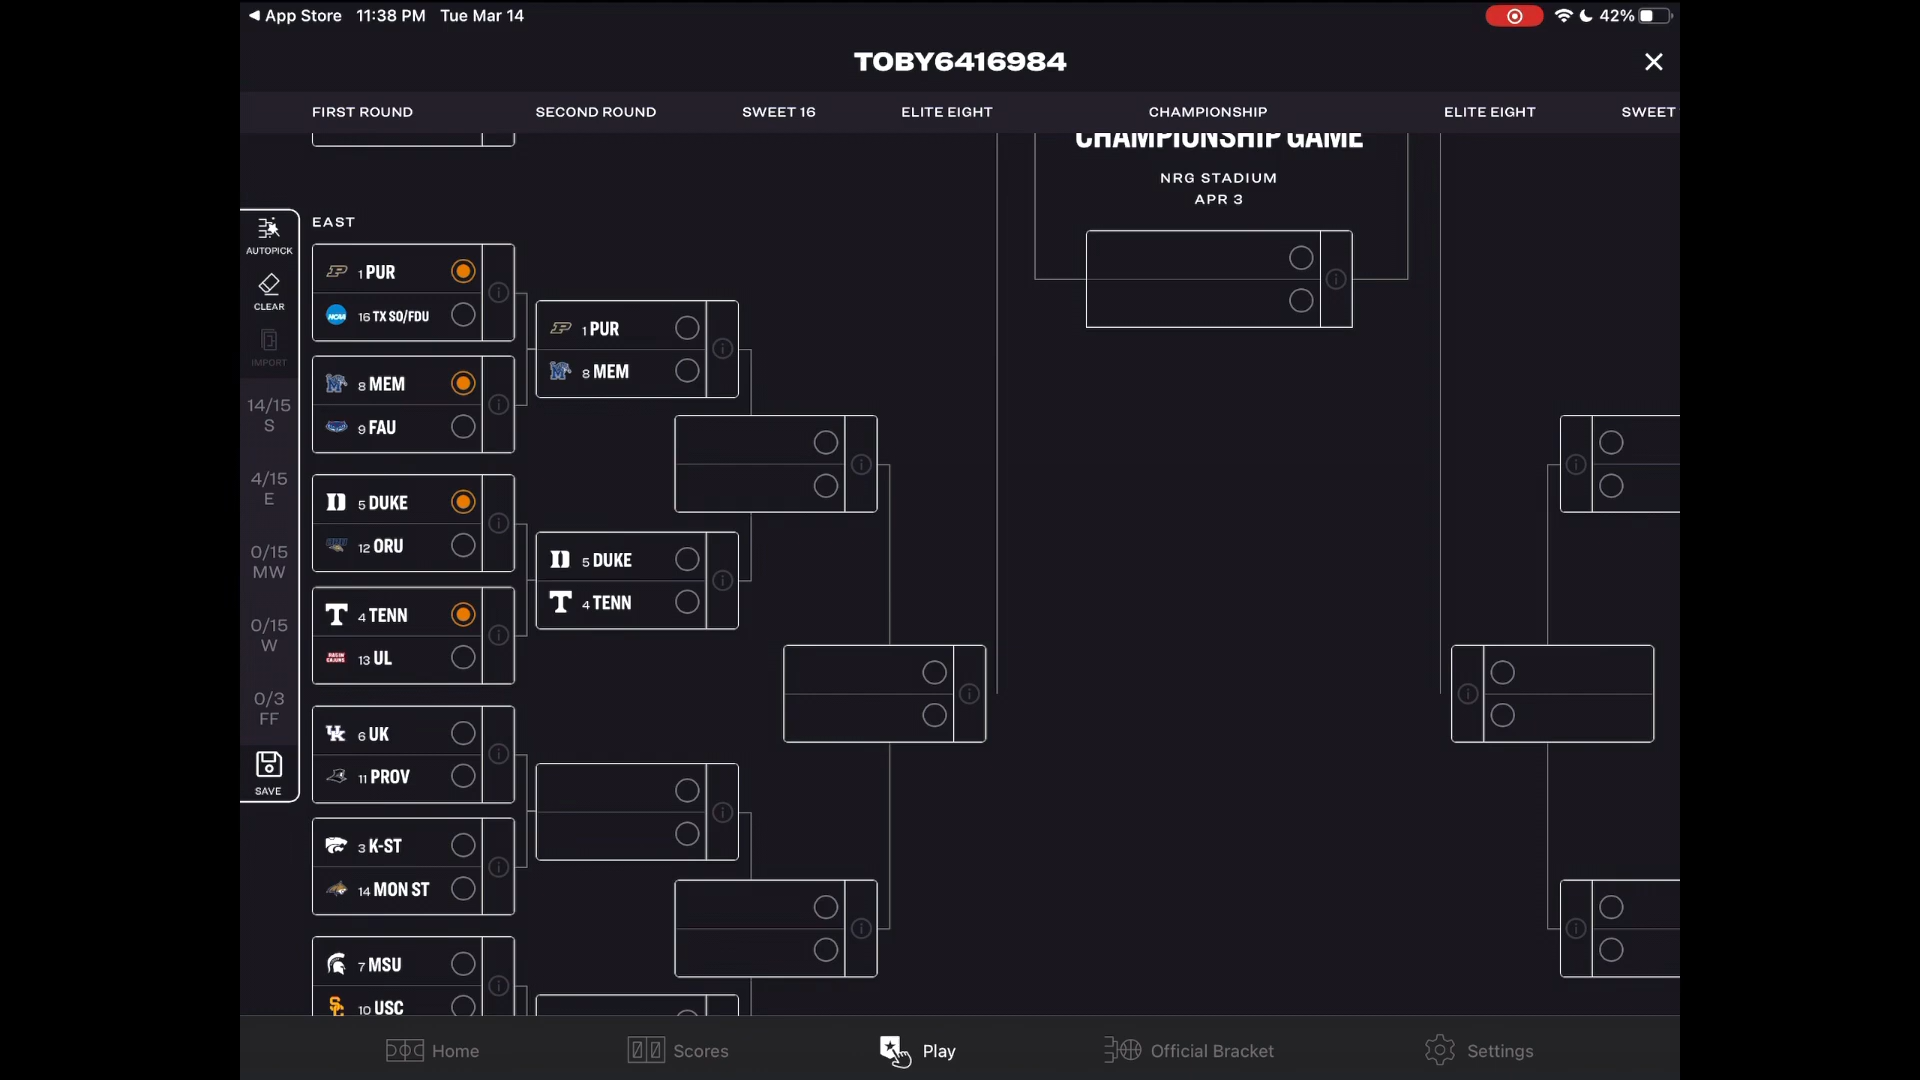 ◀ App Store 11:38 PM Tue Mar 14 42%
TOBY6416984
FIRST ROUND SECOND ROUND SWEET 16 ELITE EIGHT CHAMPIONSHIP ELITE EIGHT SWEET
CHAMPIONSHIP GAME
NRG STADIUM
APR 3
AUTOPICK
CLEAR
IMPORT
14/15
S
4/15
E
0/15
MW
0/15
W
0/3
FF
SAVE
EAST
1 PUR
16 TX SO/FDU
8 MEM
9 FAU
5 DUKE
12 ORU
4 TENN
13 UL
6 UK
11 PROV
3 K-ST
14 MON ST
7 MSU
10 USC
1 PUR
8 MEM
5 DUKE
4 TENN
Home Scores Play Official Bracket Settings